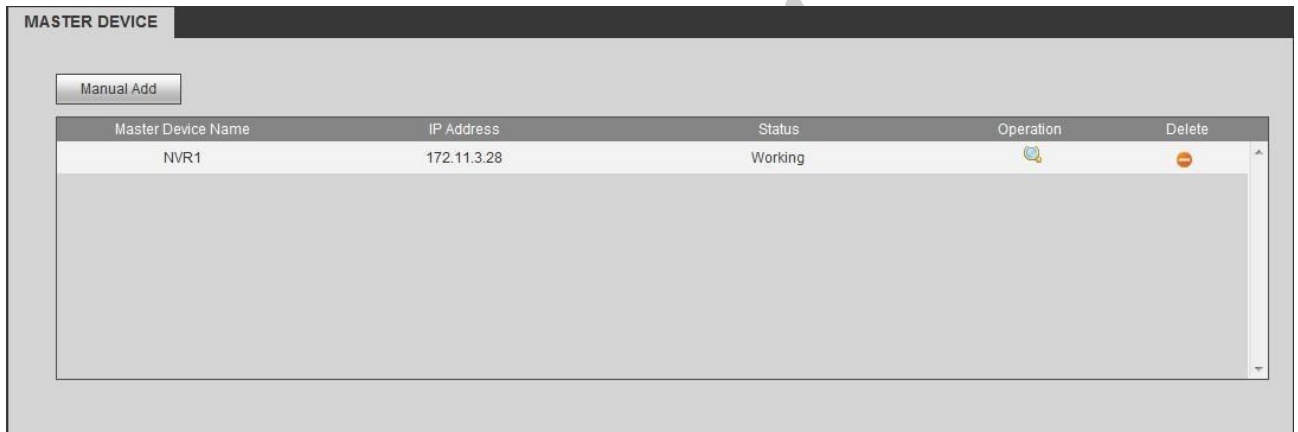 MASTER DEVICE
Manual Add
Master Device Name IP Address Status Operation Delete
NVR1 172.11.3.28 Working